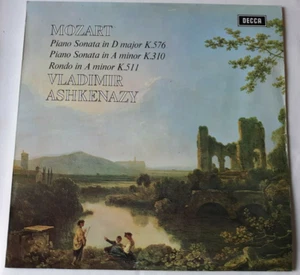 DECCA
MOZART
Piano Sonata in D major K.576
Piano Sonata in A minor K.310
Rondo in A minor K.511
VLADIMIR
ASHKENAZY